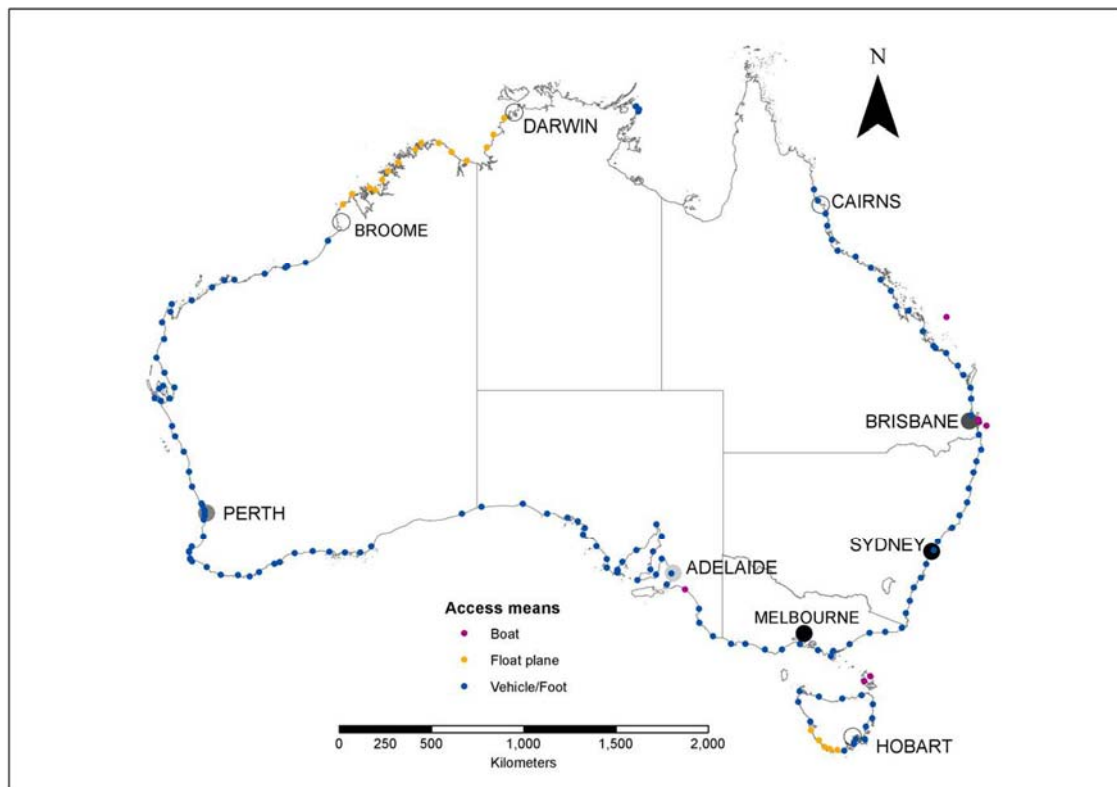 N
DARWIN
CAIRNS
BROOME
BRISBANE
PERTH
SYDNEY
ADELAIDE
MELBOURNE
Access means
Boat
Float plane
Vehicle/Foot
HOBART
0 250 500 1,000 1,500 2,000
Kilometers